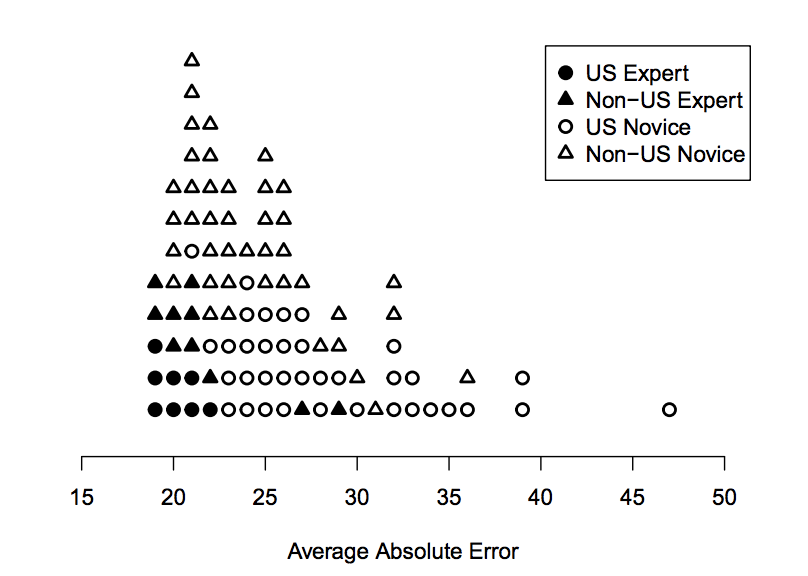 US Expert
Non−US Expert
US Novice
Non−US Novice
15 20 25 30 35 40 45 50
Average Absolute Error